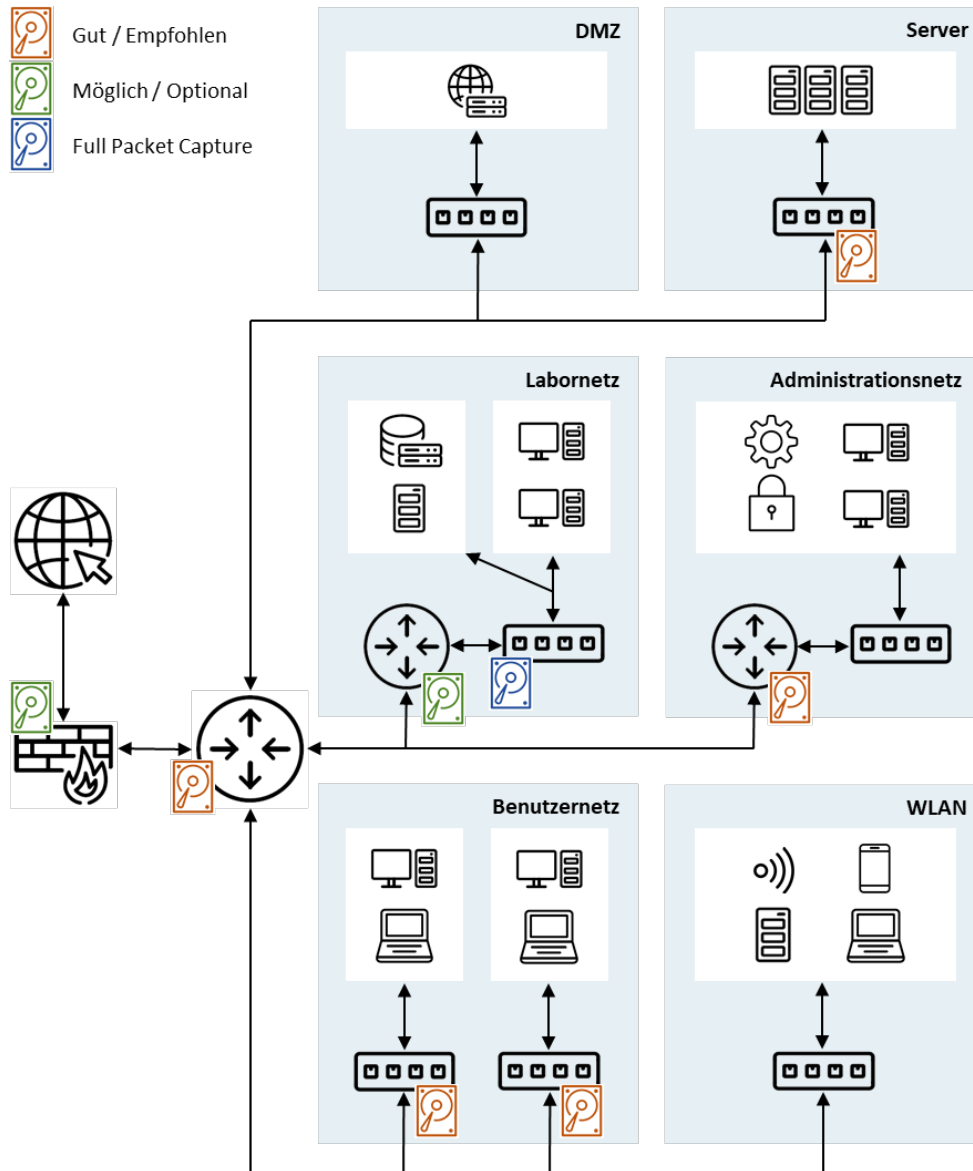 Gut / Empfohlen
Möglich / Optional
Full Packet Capture
DMZ
Server
Labornetz
Administrationsnetz
Benutzernetz
WLAN